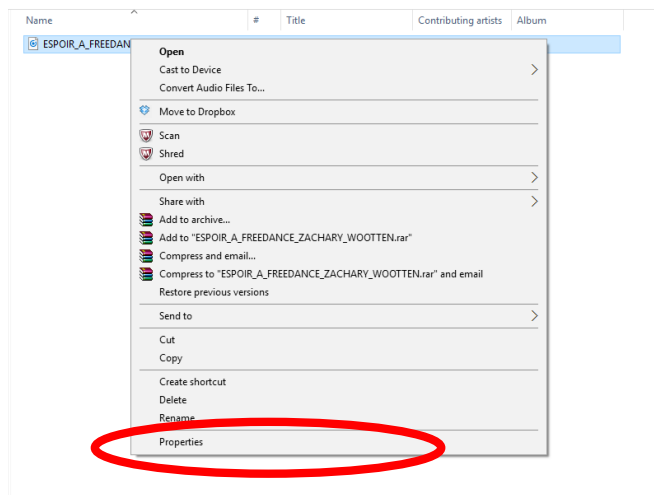 Name # Title Contributing artists Album
ESPOIR_A_FREEDAN
Open
Cast to Device
Convert Audio Files To...
Move to Dropbox
Scan
Shred
Open with
Share with
Add to archive...
Add to "ESPOIR_A_FREEDANCE_ZACHARY_WOOTTEN.rar"
Compress and email...
Compress to "ESPOIR_A_FREEDANCE_ZACHARY_WOOTTEN.rar" and email
Restore previous versions
Send to
Cut
Copy
Create shortcut
Delete
Rename
Properties